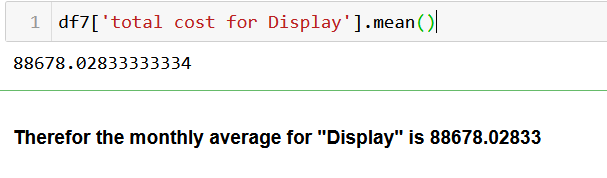 1 df7['total cost for Display'].mean()
88678.02833333334
Therefor the monthly average for "Display" is 88678.02833